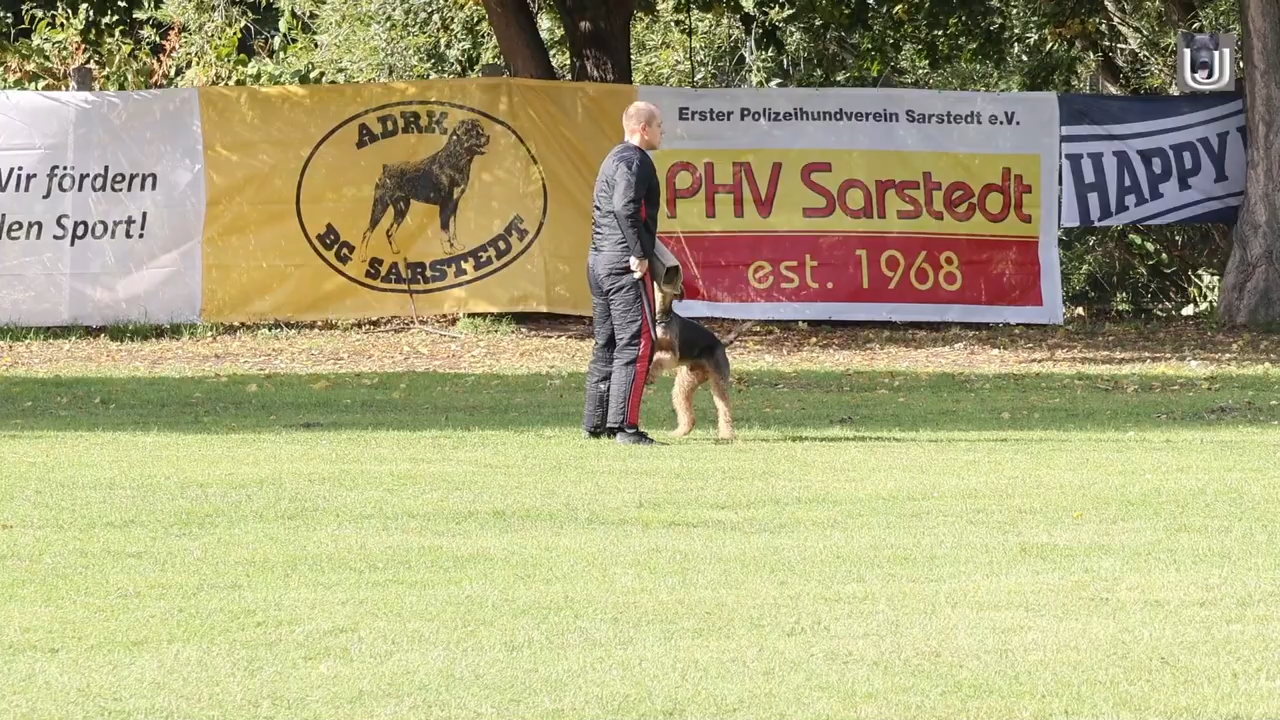 Wir fördern
den Sport!
ADRK
BG SARSTEDT
Erster Polizeihundverein Sarstedt e.V.
PHV Sarstedt
est. 1968
HAPPY
U